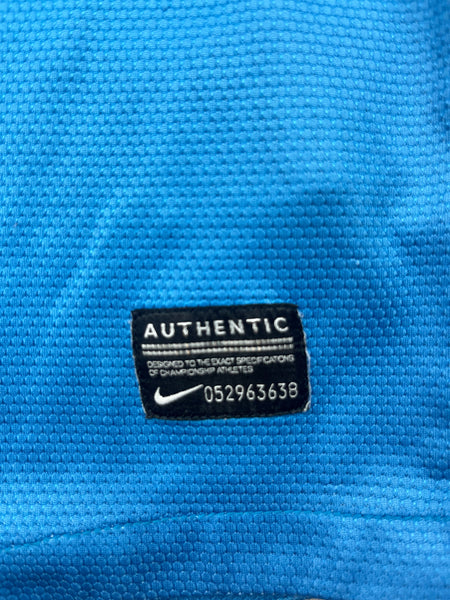 AUTHENTIC
DESIGNED TO THE EXACT SPECIFICATIONS
OF CHAMPIONSHIP ATHLETES
052963638